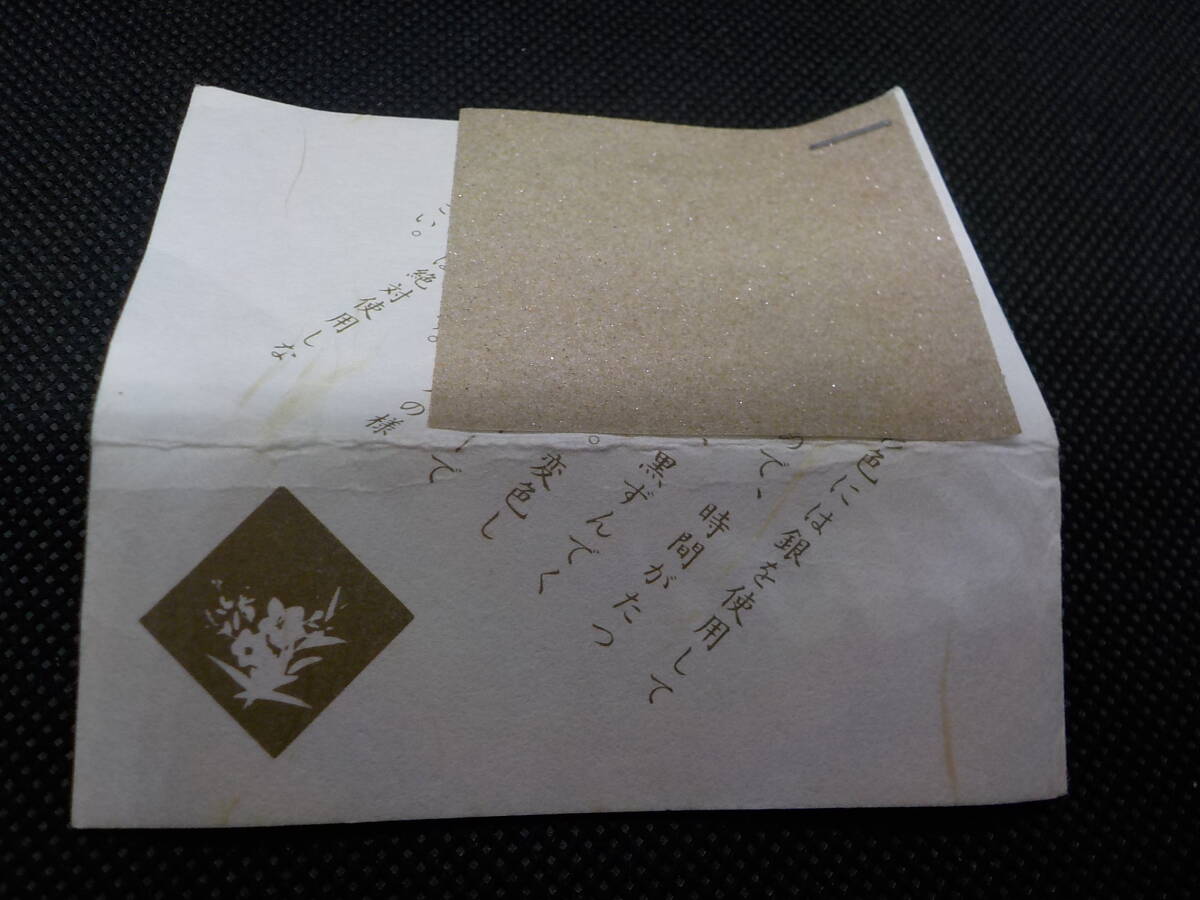 色には銀を使用して
ので、時間がたつ
、黒ずんでく
。変色し
で
の様
は絶対使用しな
い。